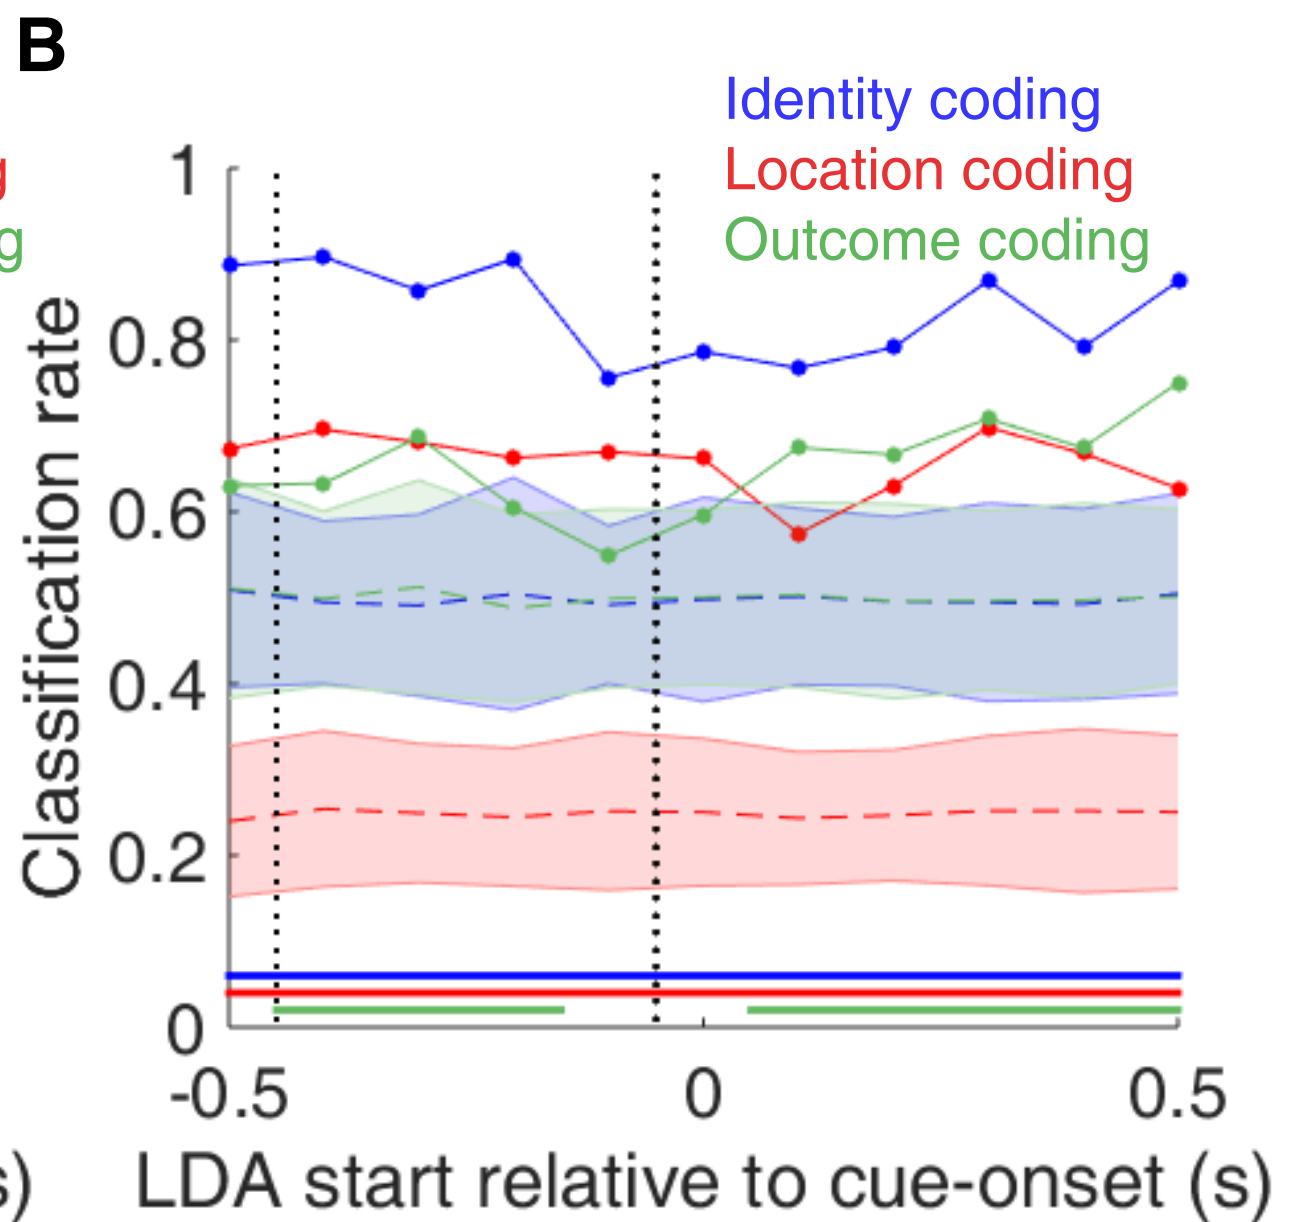 B
Identity coding
Location coding
Outcome coding
g
g
Classification rate
1
0.8
0.6
0.4
0.2
0
-0.5
0
0.5
s)
LDA start relative to cue-onset (s)